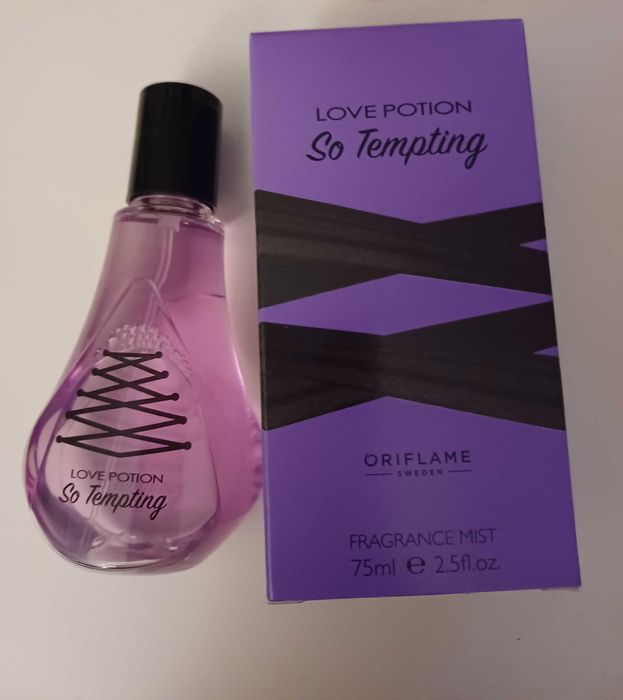 LOVE POTION
So Tempting
LOVE POTION
So Tempting
ORIFLAME
SWEDEN
FRAGRANCE MIST
75ml ℮ 2.5fl.oz.